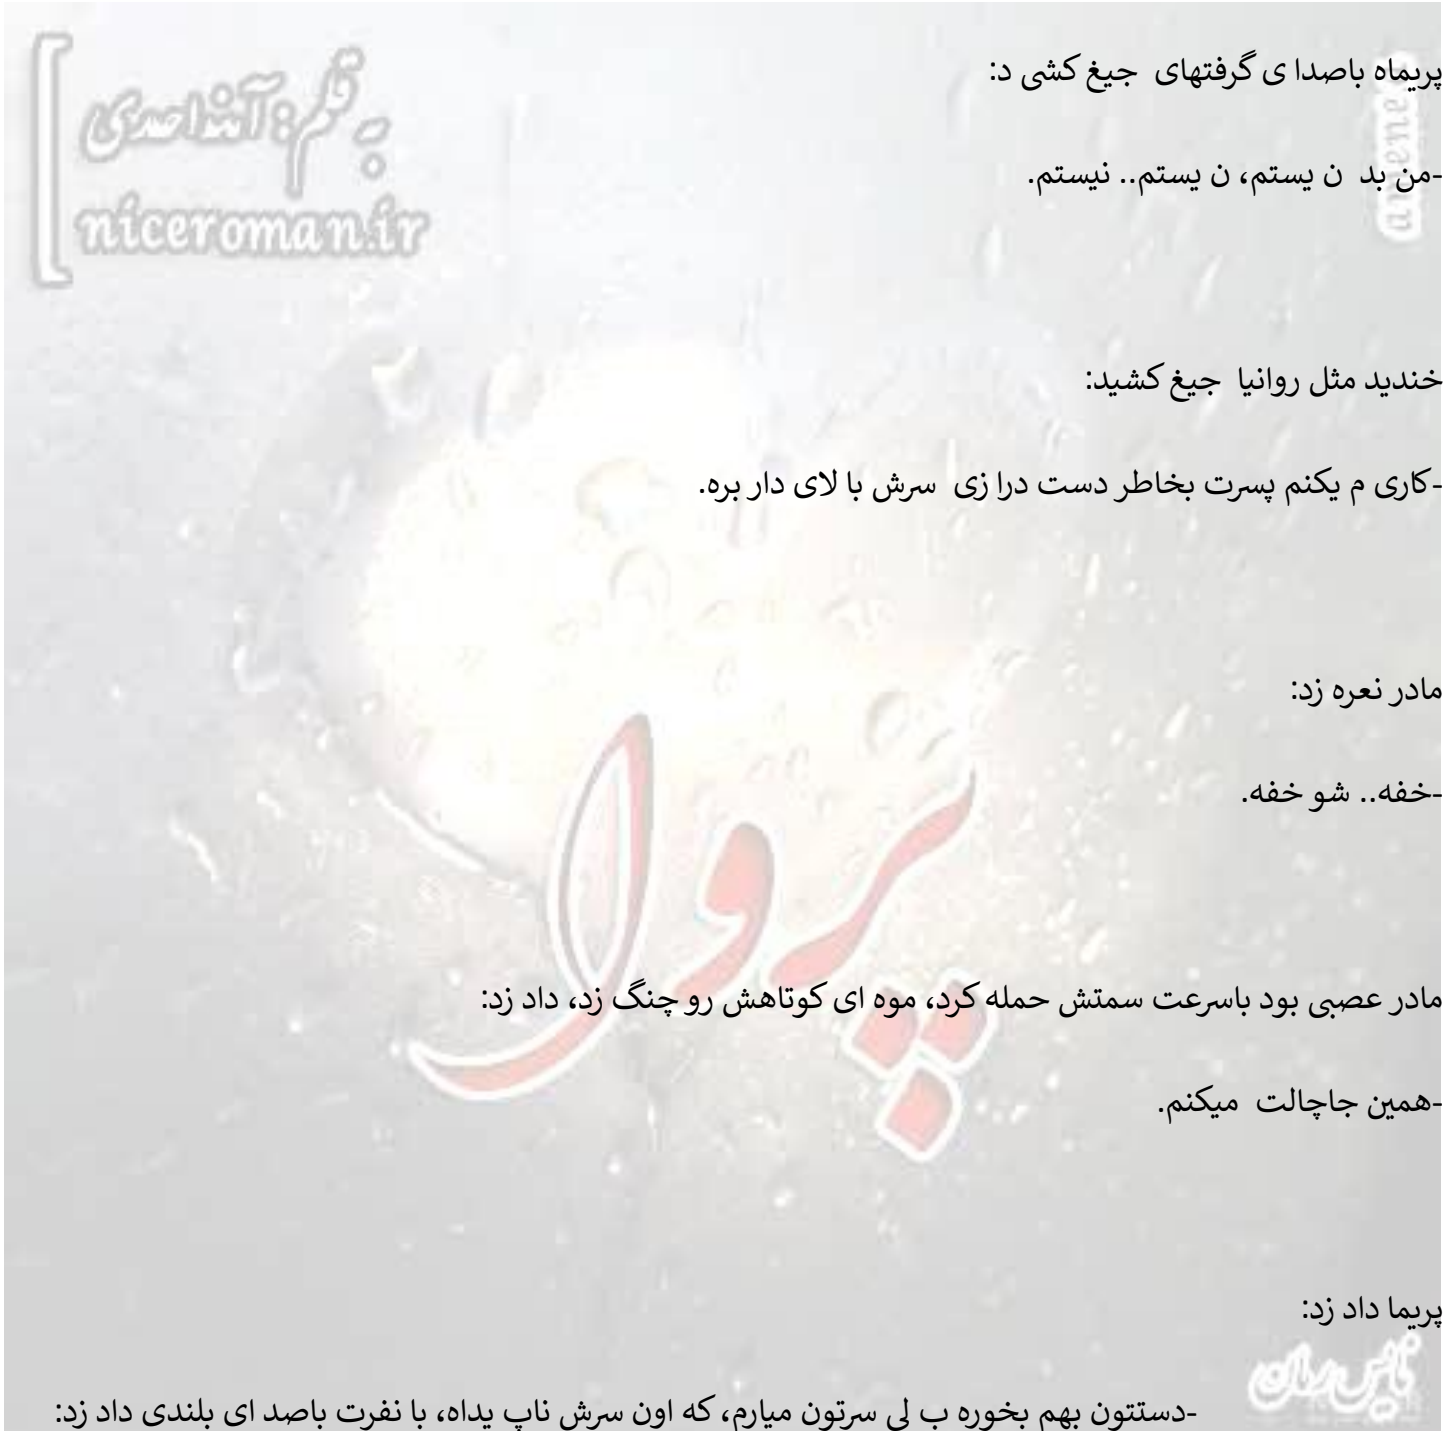 به قلم: آمنه احمدی
niceroman.ir
پریماه باصدا ی گرفتهای جیغ کشی د:
-من بد ن یستم، ن یستم.. نیستم.
خندید مثل روانیا جیغ کشید:
-کاری م یکنم پسرت بخاطر دست درا زی سرش با لای دار بره.
مادر نعره زد:
-خفه.. شو خفه.
مادر عصبی بود باسرعت سمتش حمله کرد، موه ای کوتاهش رو چنگ زد، داد زد:
-همین جاچالت میکنم.
پروا
پریما داد زد:
-دستتون بهم بخوره ب لی سرتون میارم، که اون سرش ناپ یداه، با نفرت باصد ای بلندی داد زد:
نایس رمان